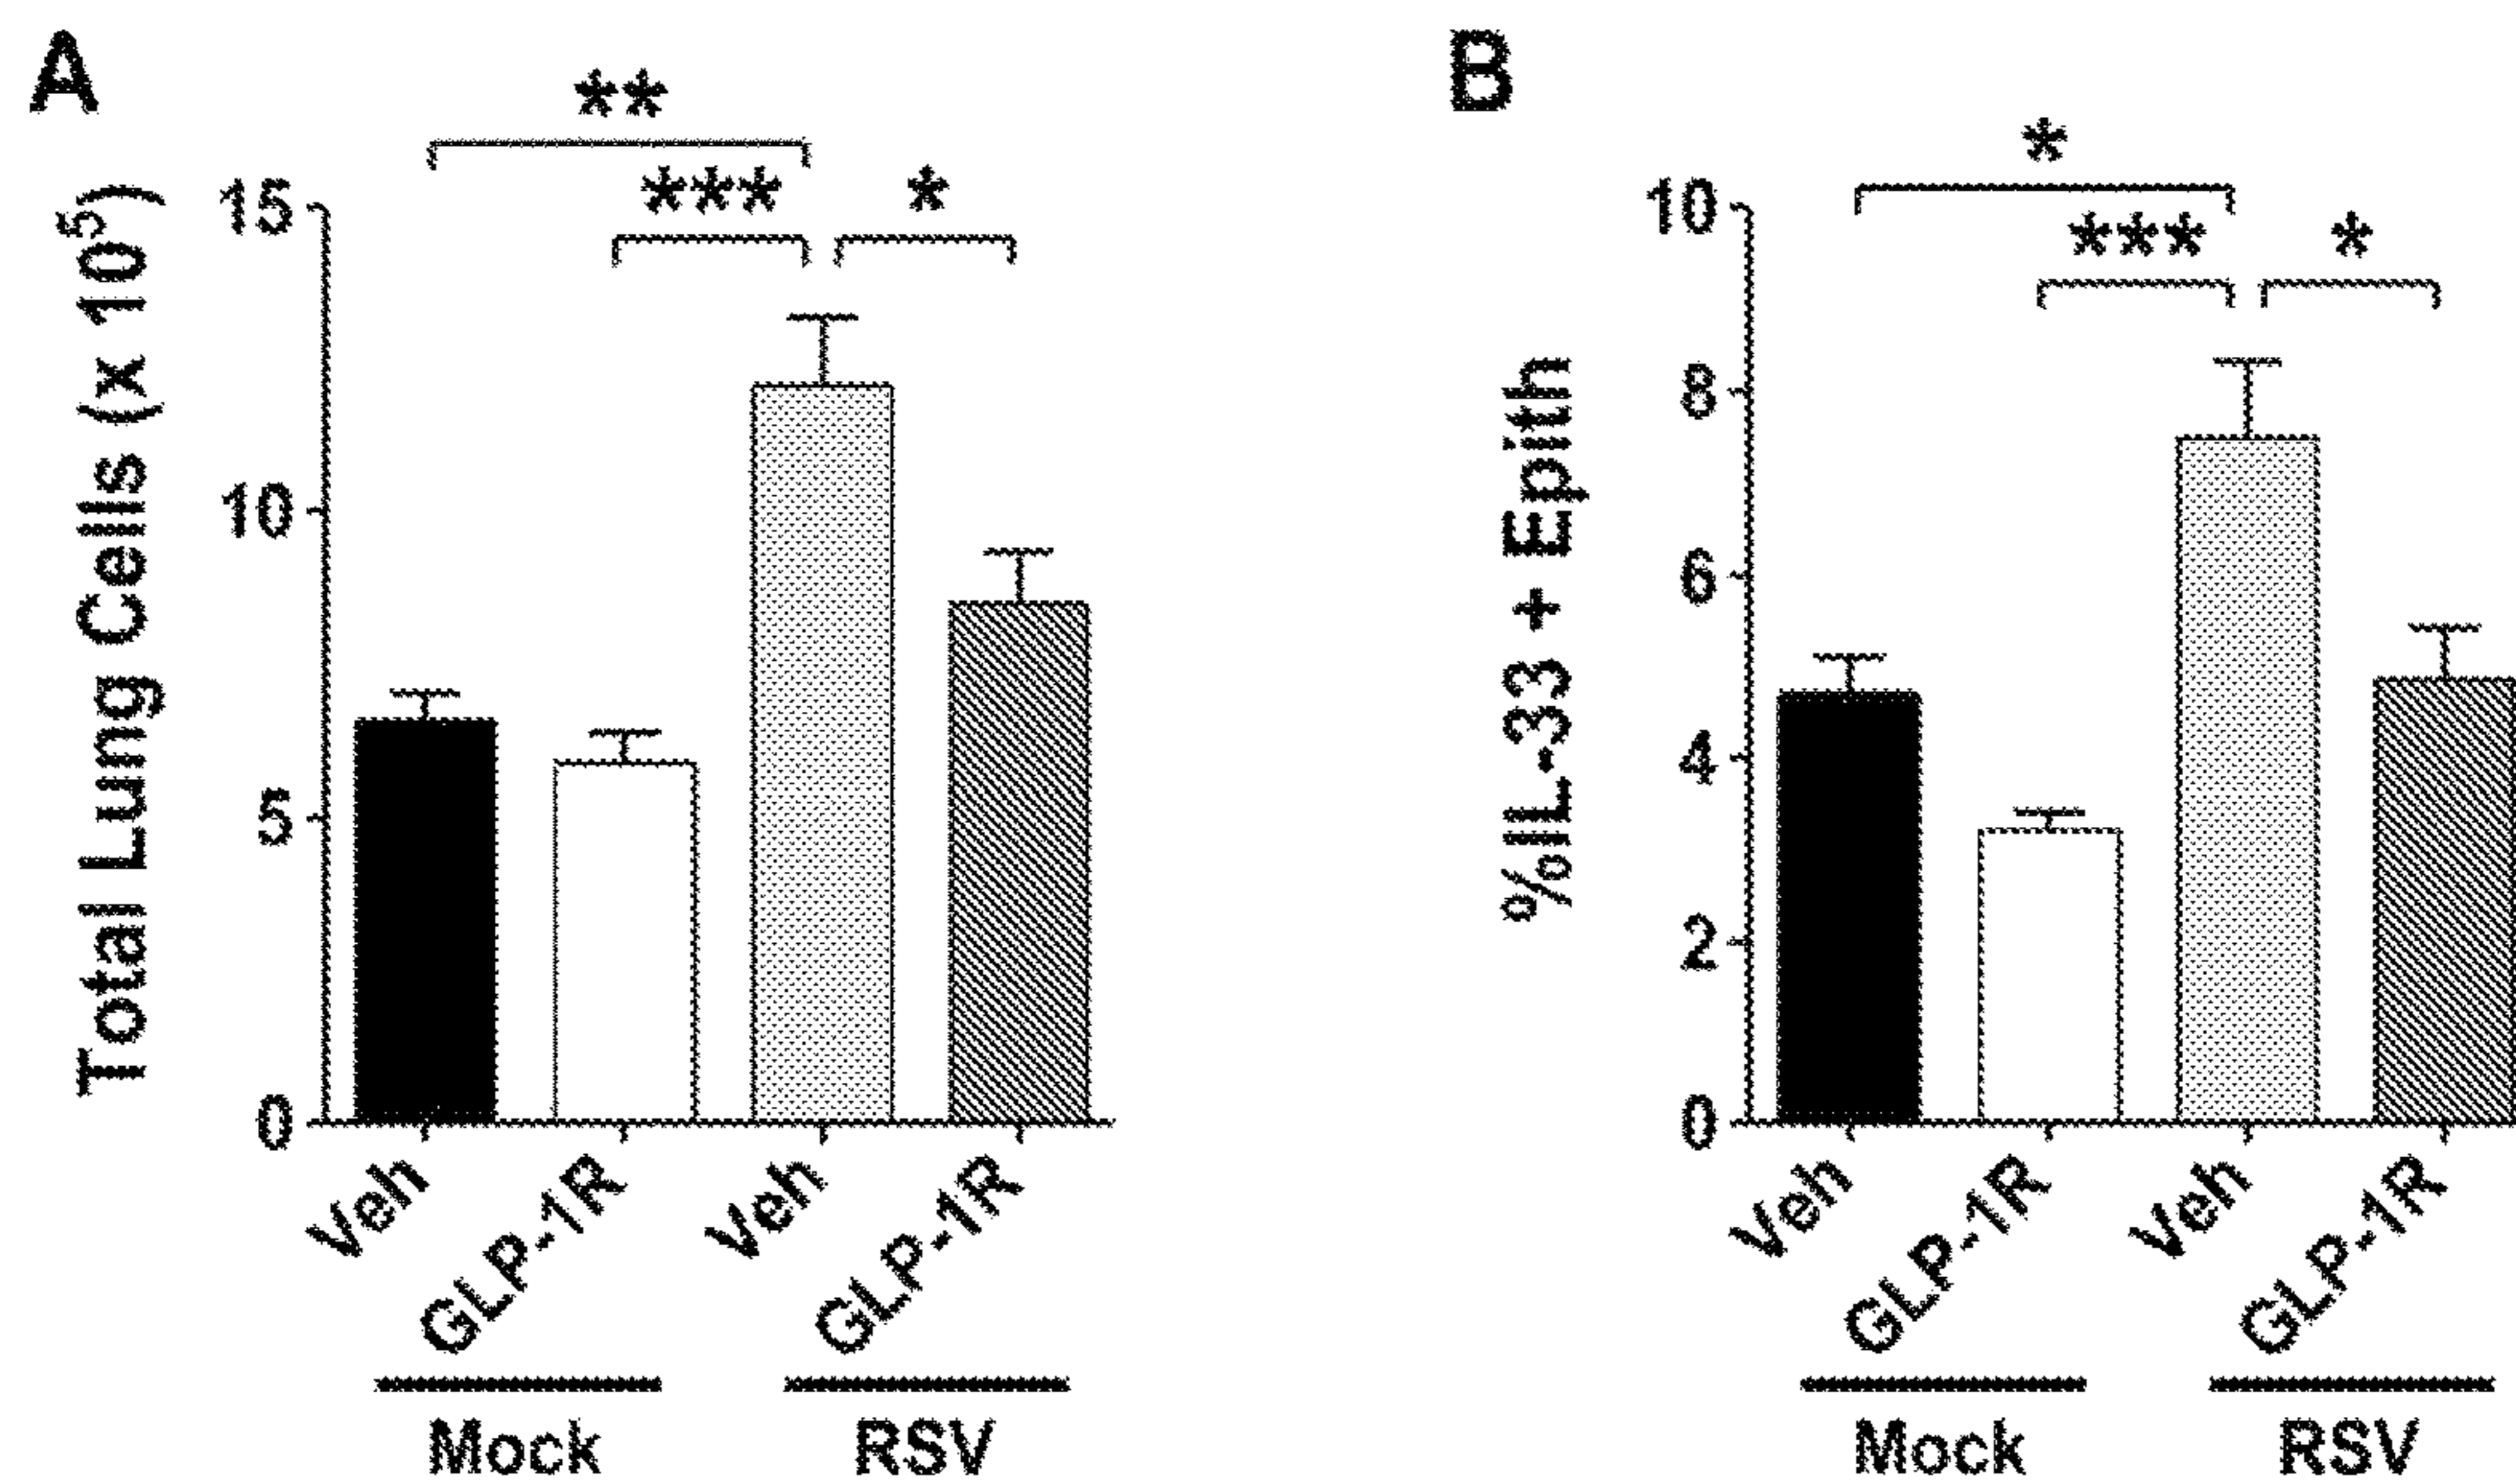 A
**
***
*
Total Lung Cells (x 10⁵)
15
10
5
0
Veh
GLP-1R
Veh
GLP-1R
Mock
RSV
B
*
***
*
%IL-33 + Epith
10
8
6
4
2
0
Veh
GLP-1R
Veh
GLP-1R
Mock
RSV